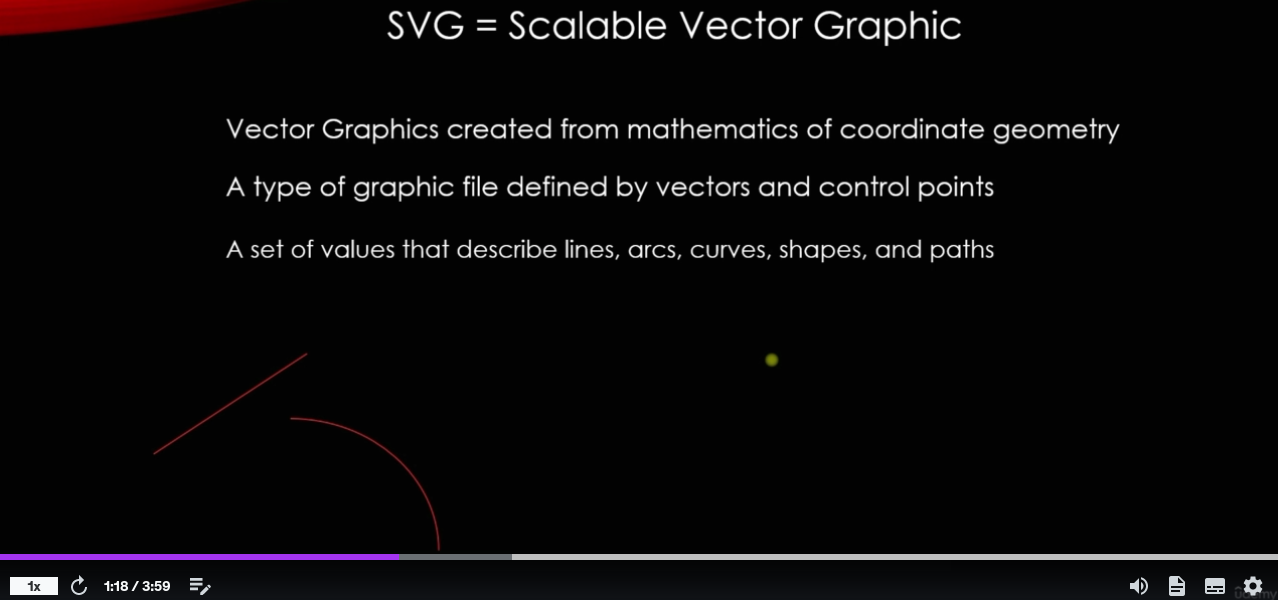 SVG = Scalable Vector Graphic
Vector Graphics created from mathematics of coordinate geometry
A type of graphic file defined by vectors and control points
A set of values that describe lines, arcs, curves, shapes, and paths
1x 1:18 / 3:59
ûdemy